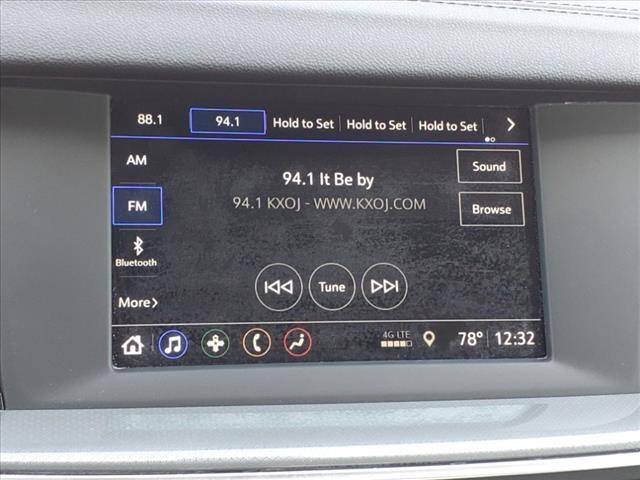 88.1 94.1 Hold to Set Hold to Set Hold to Set
AM
94.1 It Be by
Sound
FM
94.1 KXOJ - WWW.KXOJ.COM
Browse
Bluetooth
Tune
More
4G LTE
78° 12:32